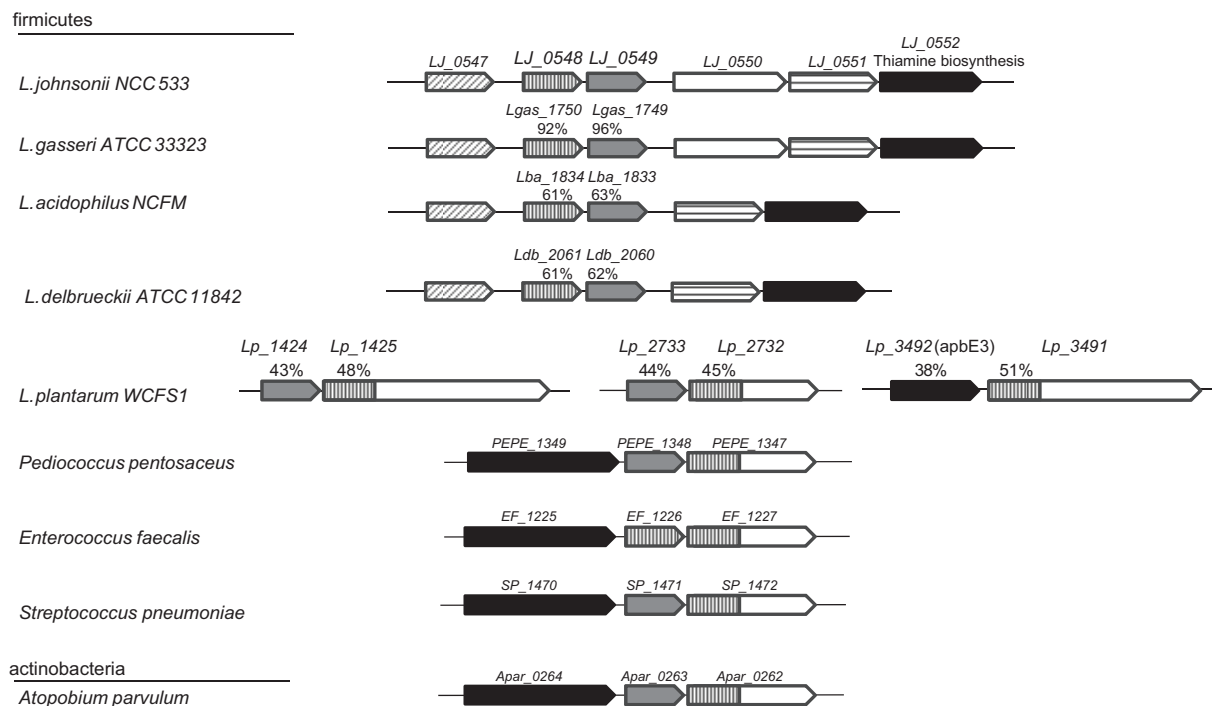 firmicutes
LJ_0552
LJ_0547 LJ_0548 LJ_0549 LJ_0550 LJ_0551 Thiamine biosynthesis
L.johnsonii NCC 533
Lgas_1750 Lgas_1749
92% 96%
L.gasseri ATCC 33323
Lba_1834 Lba_1833
61% 63%
L.acidophilus NCFM
Ldb_2061 Ldb_2060
61% 62%
L.delbrueckii ATCC 11842
Lp_1424 Lp_1425 Lp_2733 Lp_2732 Lp_3492 (apbE3) Lp_3491
43% 48% 44% 45% 38% 51%
L.plantarum WCFS1
PEPE_1349 PEPE_1348 PEPE_1347
Pediococcus pentosaceus
EF_1225 EF_1226 EF_1227
Enterococcus faecalis
SP_1470 SP_1471 SP_1472
Streptococcus pneumoniae
actinobacteria
Apar_0264 Apar_0263 Apar_0262
Atopobium parvulum